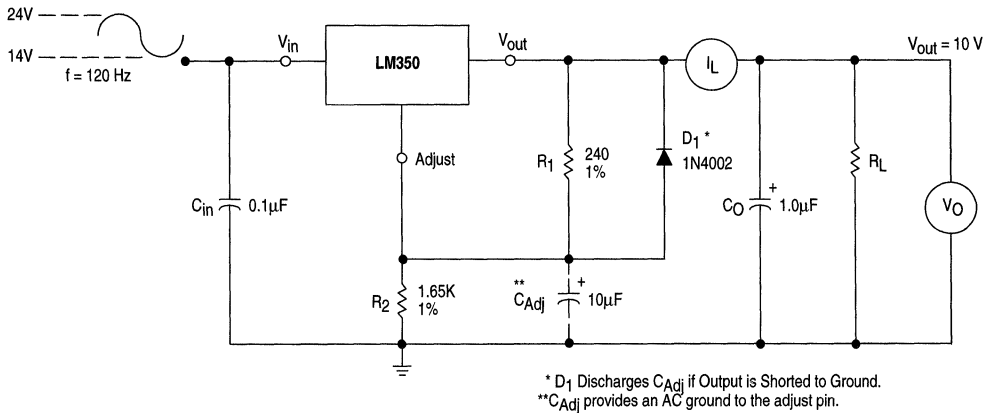 24V
14V
f = 120 Hz
Vin
LM350
Vout
IL
Vout = 10 V
Adjust
R1
240
1%
D1 *
1N4002
RL
Cin
0.1µF
CO
+
1.0µF
VO
R2
1.65K
1%
**
CAdj
+
10µF
* D1 Discharges CAdj if Output is Shorted to Ground.
**CAdj provides an AC ground to the adjust pin.